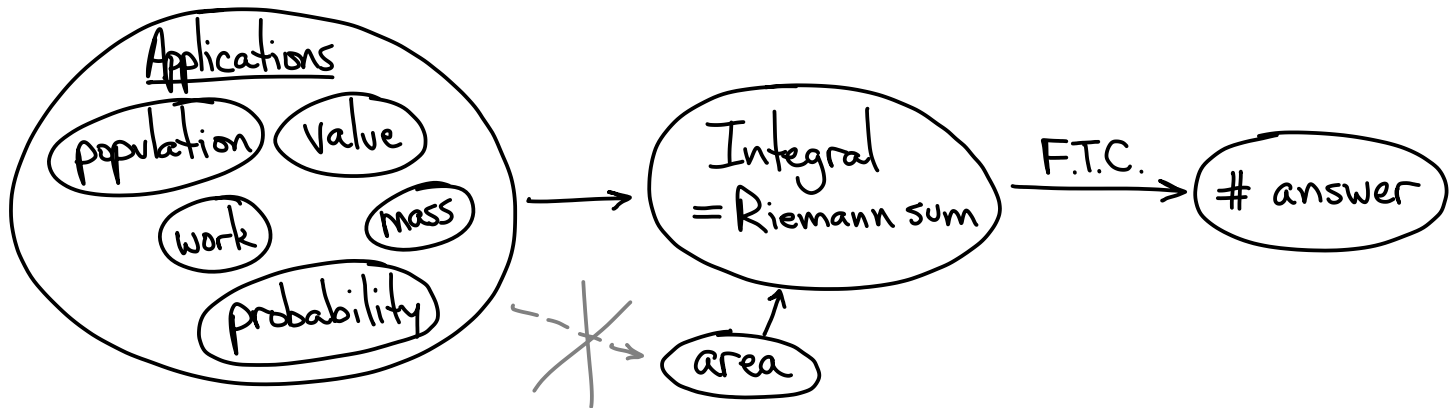 Applications
population
value
work
mass
probability
Integral
= Riemann sum
F.T.C.
# answer
area